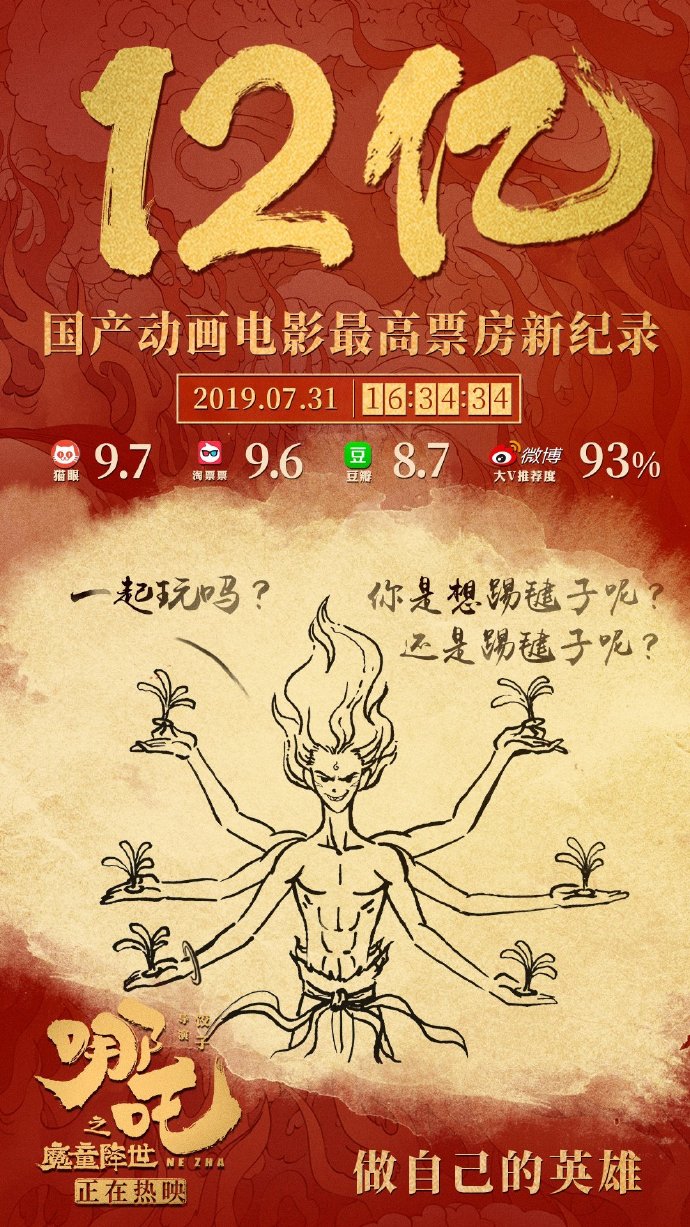 12亿
国产动画电影最高票房新纪录
2019.07.31 16:34:34
猫眼 9.7 淘票票 9.6 豆 豆瓣 8.7 微博 大V推荐度 93%
一起玩吗?
你是想踢毽子呢?
还是踢毽子呢?
导演 饺子
哪吒
之
魔童降世 NE ZHA
正在热映
做自己的英雄